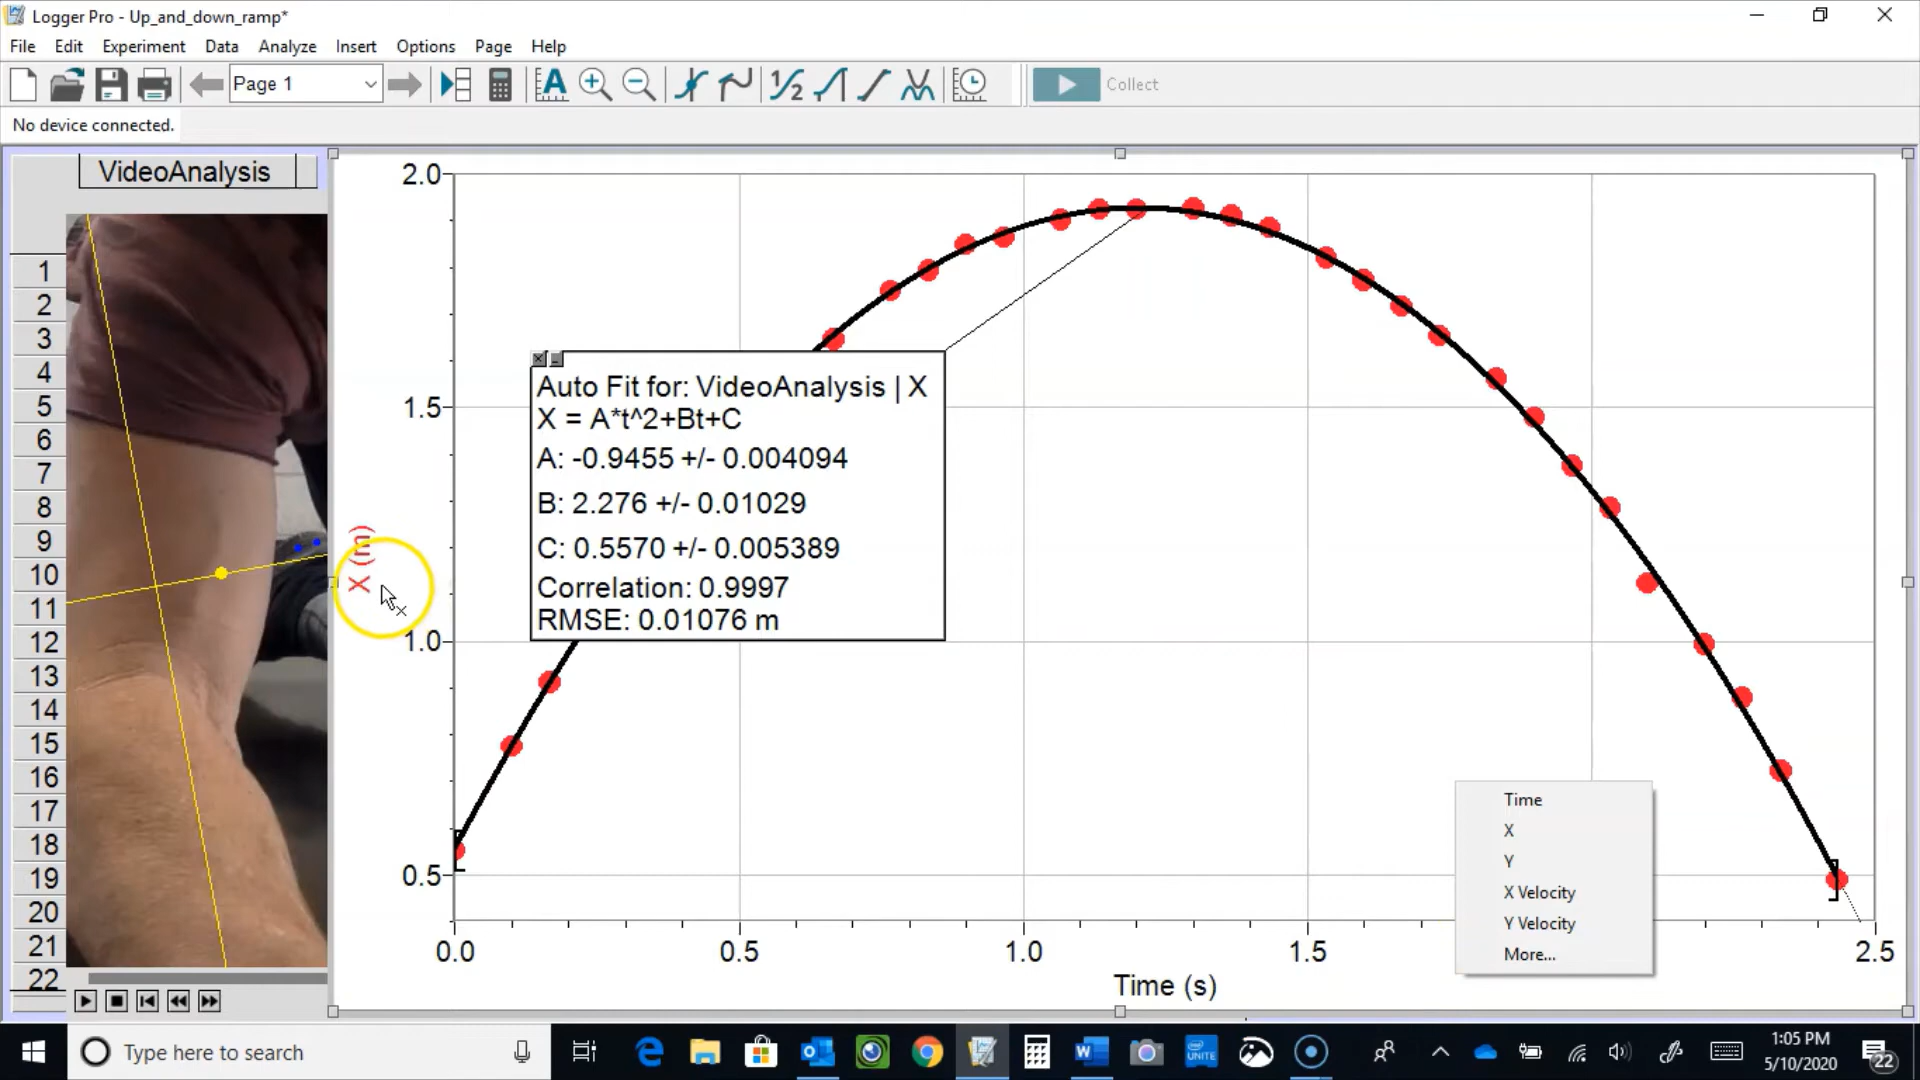 Logger Pro - Up_and_down_ramp*
File Edit Experiment Data Analyze Insert Options Page Help
Page 1
Collect
No device connected.
VideoAnalysis
1
2
3
4
5
6
7
8
9
10
11
12
13
14
15
16
17
18
19
20
21
22
X (m)
2.0
1.5
1.0
0.5
Auto Fit for: VideoAnalysis | X
X = A*t^2+Bt+C
A: -0.9455 +/- 0.004094
B: 2.276 +/- 0.01029
C: 0.5570 +/- 0.005389
Correlation: 0.9997
RMSE: 0.01076 m
Time
X
Y
X Velocity
Y Velocity
More...
0.0 0.5 1.0 1.5 2.5
Time (s)
Type here to search
1:05 PM
5/10/2020
22